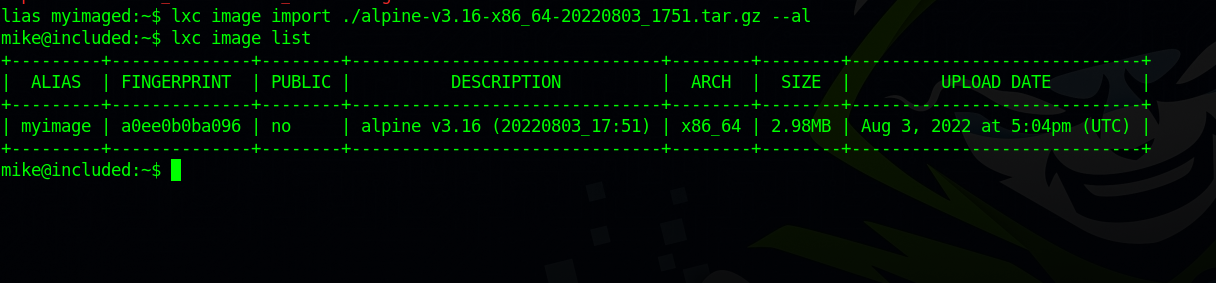 lias myimaged:~$ lxc image import ./alpine-v3.16-x86_64-20220803_1751.tar.gz --al
mike@included:~$ lxc image list
+---------+--------------+--------+-------------------------------+--------+--------+-----------------------------+
|  ALIAS  | FINGERPRINT  | PUBLIC |          DESCRIPTION          |  ARCH  |  SIZE  |         UPLOAD DATE         |
+---------+--------------+--------+-------------------------------+--------+--------+-----------------------------+
| myimage | a0ee0b0ba096 | no     | alpine v3.16 (20220803_17:51) | x86_64 | 2.98MB | Aug 3, 2022 at 5:04pm (UTC) |
+---------+--------------+--------+-------------------------------+--------+--------+-----------------------------+
mike@included:~$